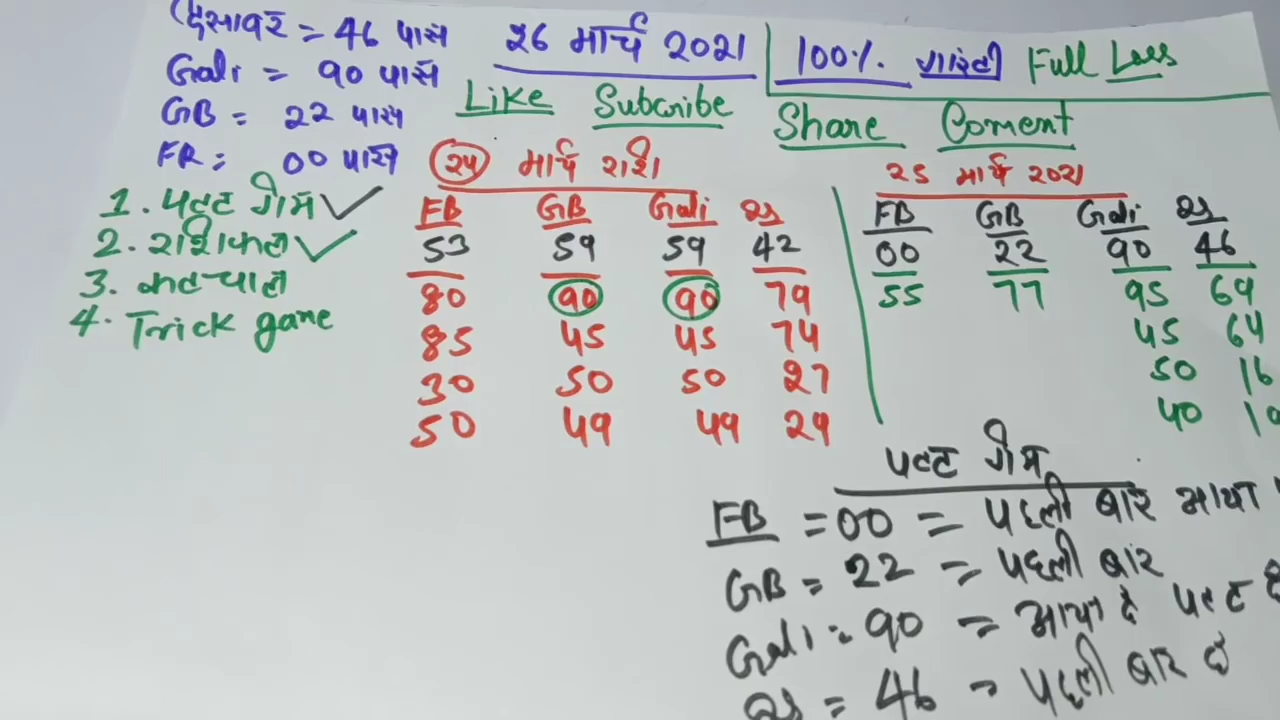 देसावर = 46 पास
Gali = 90 पास
GB = 22 पास
FR = 00 पास
26 मार्च 2021
100% गारंटी Full Loss
Like Subcribe Share Coment
1. पलट गेम ✓
2. राशिफल ✓
3. कटचाल
4. Trick game
24 मार्च राशि
FB GB Gali DS
53 59 59 42
80 90 90 79
85 45 45 74
30 50 50 27
50 49 49 24
25 मार्च 2021
FB GB Gali DS
00 22 90 46
55 77 95 69
45 64
50 16
40
पलट गेम
FB = 00 = पहली बार आया
GB = 22 = पहली बार
Gali = 90 = आया है पलट
DS = 46 = पहली बार है